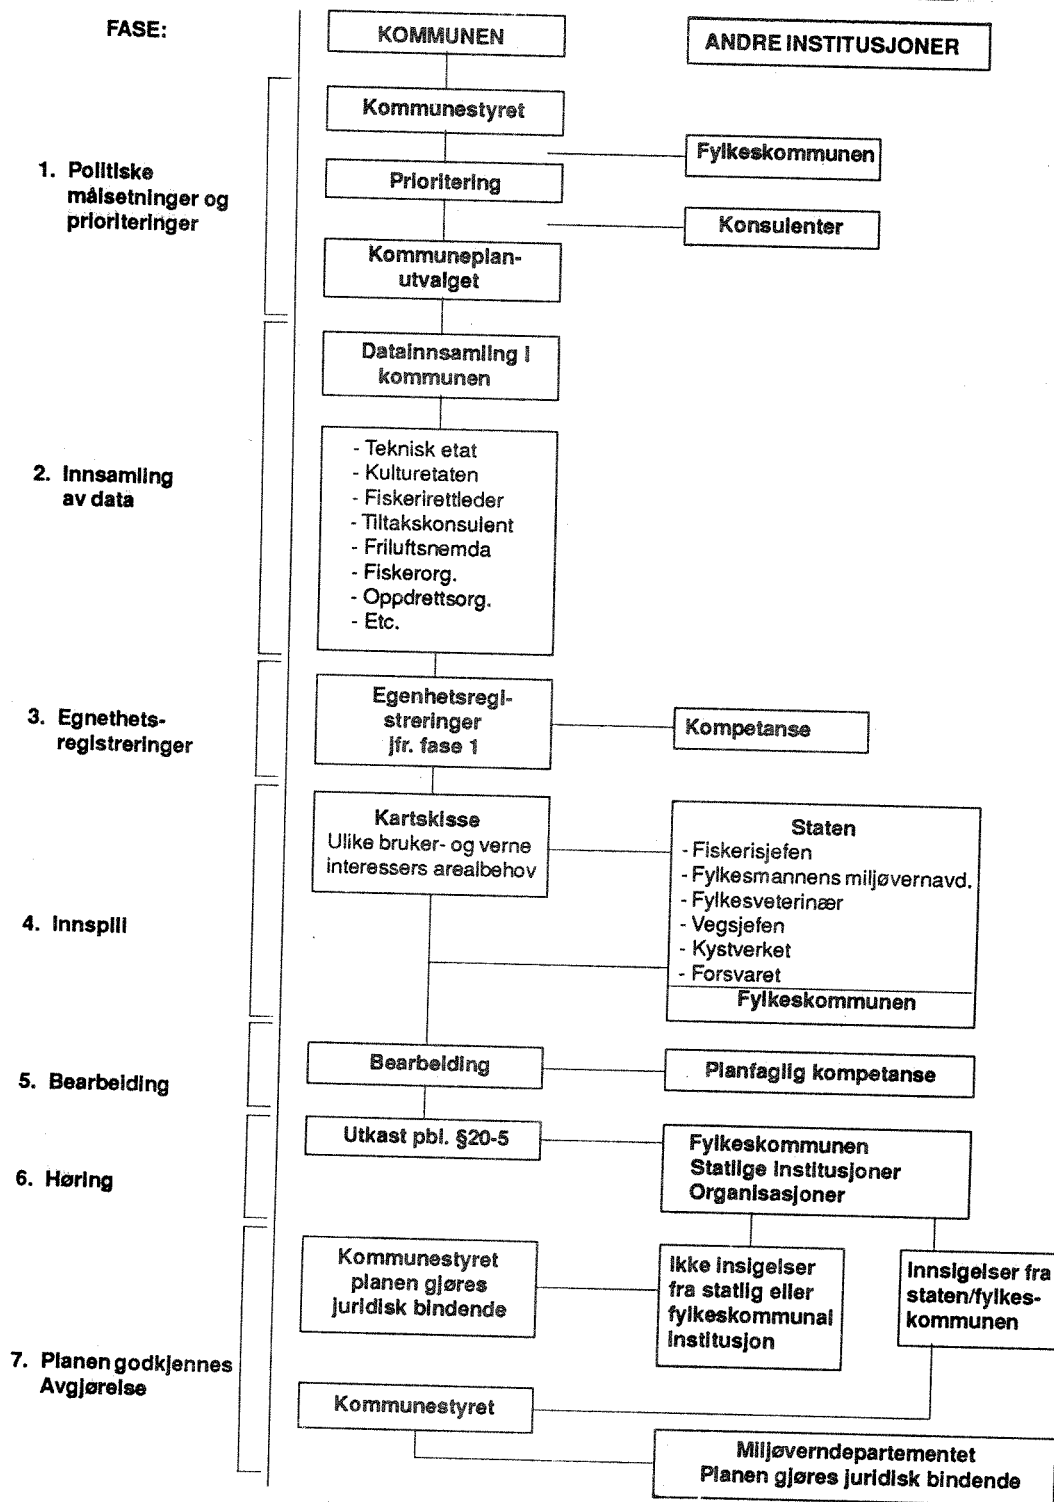 FASE:
KOMMUNEN
ANDRE INSTITUSJONER
Kommunestyret
1. Politiske
målsetninger og
prioriteringer
Fylkeskommunen
Prioritering
Konsulenter
Kommuneplan-
utvalget
Datainnsamling i
kommunen
2. Innsamling
av data
- Teknisk etat
- Kulturetaten
- Fiskerirettleder
- Tiltakskonsulent
- Friluftsnemda
- Fiskerorg.
- Oppdrettsorg.
- Etc.
3. Egnethets-
registreringer
Egenhetsregi-
streringer
jfr. fase 1
Kompetanse
4. Innspill
Kartskisse
Ulike bruker- og verne
interessers arealbehov
Staten
- Fiskerisjefen
- Fylkesmannens miljøvernavd.
- Fylkesveterinær
- Vegsjefen
- Kystverket
- Forsvaret
Fylkeskommunen
5. Bearbeiding
Bearbeiding
Planfaglig kompetanse
6. Høring
Utkast pbl. §20-5
Fylkeskommunen
Statlige institusjoner
Organisasjoner
7. Planen godkjennes
Avgjørelse
Kommunestyret
planen gjøres
juridisk bindende
Ikke insigelser
fra statlig eller
fylkeskommunal
institusjon
Innsigelser fra
staten/fylkes-
kommunen
Kommunestyret
Miljøverndepartementet
Planen gjøres juridisk bindende